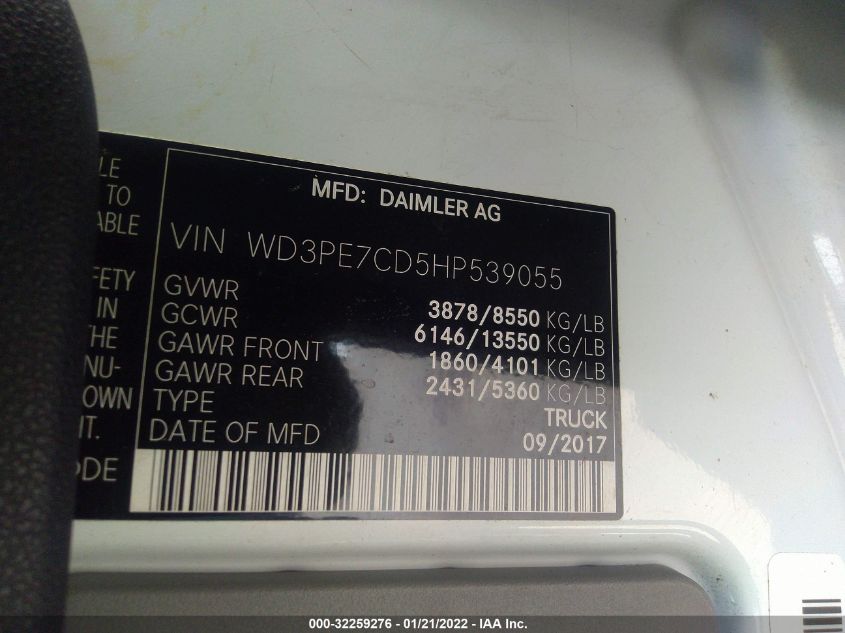 LE
TO
ABLE
FETY
IN
THE
NU-
OWN
IT.
DE
MFD: DAIMLER AG
VIN WD3PE7CD5HP539055
GVWR 3878/8550 KG/LB
GCWR 6146/13550 KG/LB
GAWR FRONT 1860/4101 KG/LB
GAWR REAR 2431/5360 KG/LB
TYPE TRUCK
DATE OF MFD 09/2017
000-32259276 - 01/21/2022 - IAA Inc.